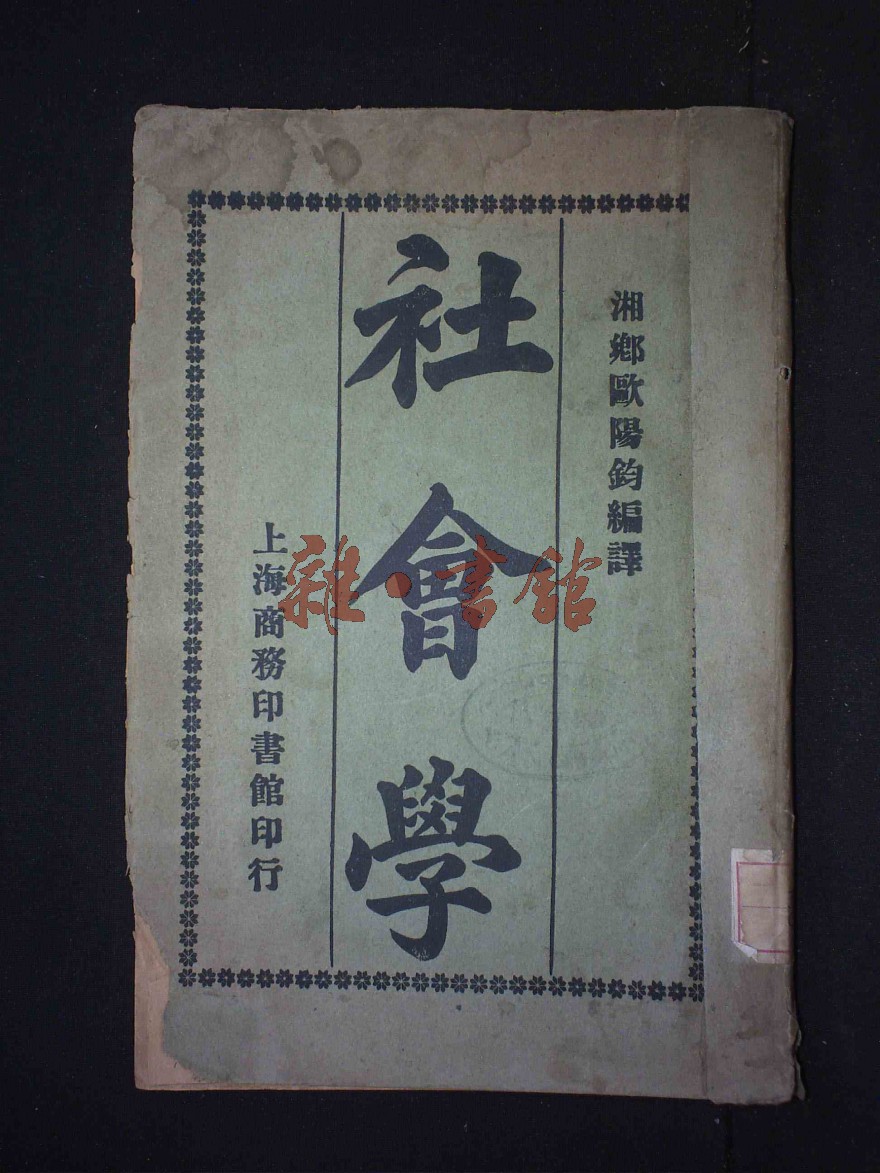 湘鄉歐陽鈞編譯
社會學
上海商務印書館印行
雜·書館